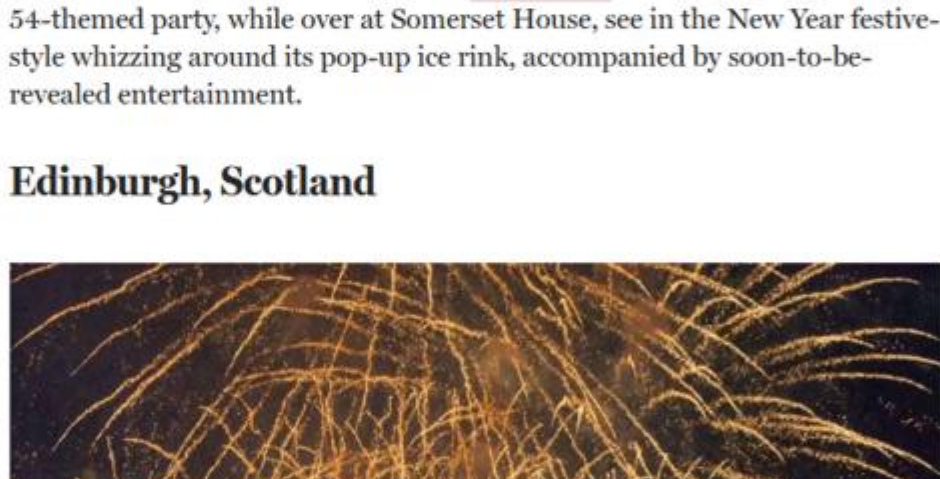 54-themed party, while over at Somerset House, see in the New Year festive-
style whizzing around its pop-up ice rink, accompanied by soon-to-be-
revealed entertainment.
Edinburgh, Scotland